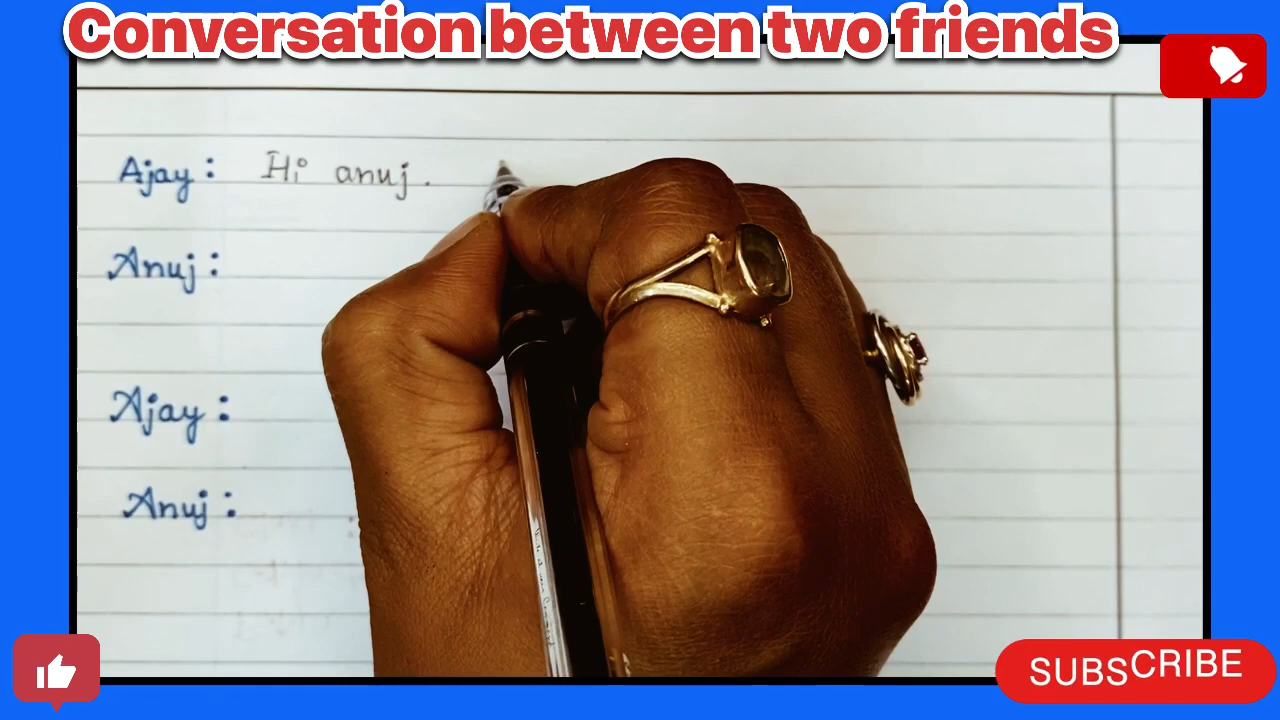 Conversation between two friends
Ajay: Hi anuj.
Anuj:
Ajay:
Anuj:
SUBSCRIBE